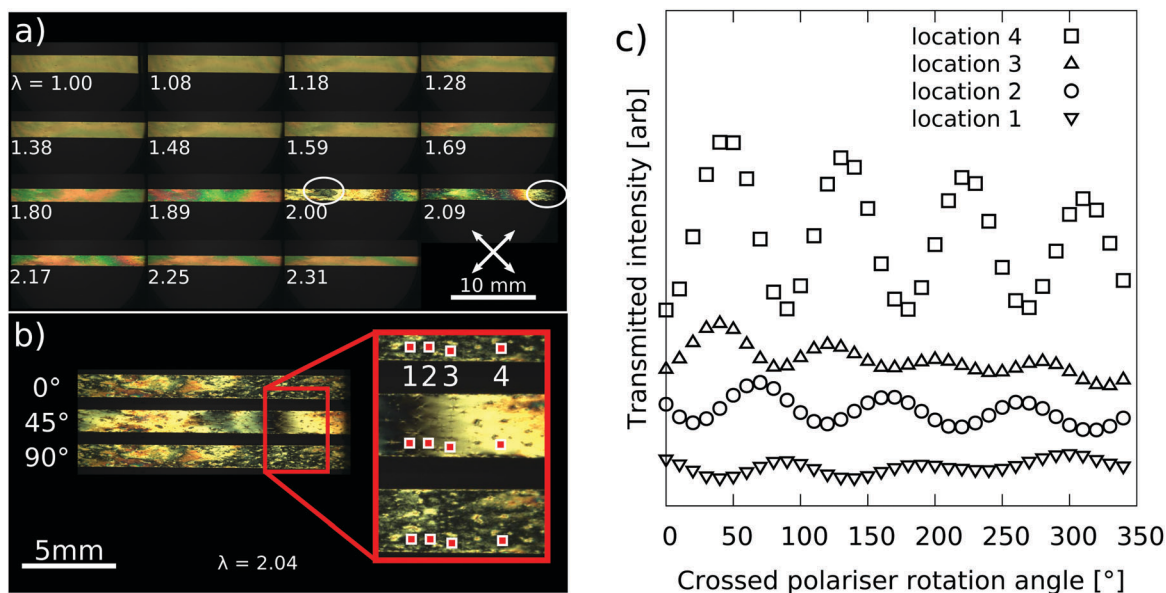 a)
λ = 1.00 1.08 1.18 1.28
1.38 1.48 1.59 1.69
1.80 1.89 2.00 2.09
2.17 2.25 2.31
10 mm
b)
0°
45°
90°
1 2 3 4
5mm
λ = 2.04
c)
location 4
location 3
location 2
location 1
Transmitted intensity [arb]
0 50 100 150 200 250 300 350
Crossed polariser rotation angle [°]